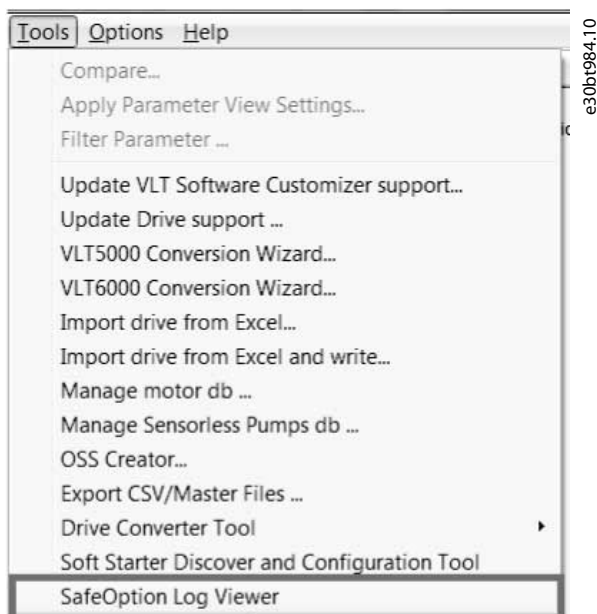 Tools Options Help
Compare...
Apply Parameter View Settings...
Filter Parameter ...
Update VLT Software Customizer support...
Update Drive support ...
VLT5000 Conversion Wizard...
VLT6000 Conversion Wizard...
Import drive from Excel...
Import drive from Excel and write...
Manage motor db ...
Manage Sensorless Pumps db ...
OSS Creator...
Export CSV/Master Files ...
Drive Converter Tool
Soft Starter Discover and Configuration Tool
SafeOption Log Viewer
e30bt984.10